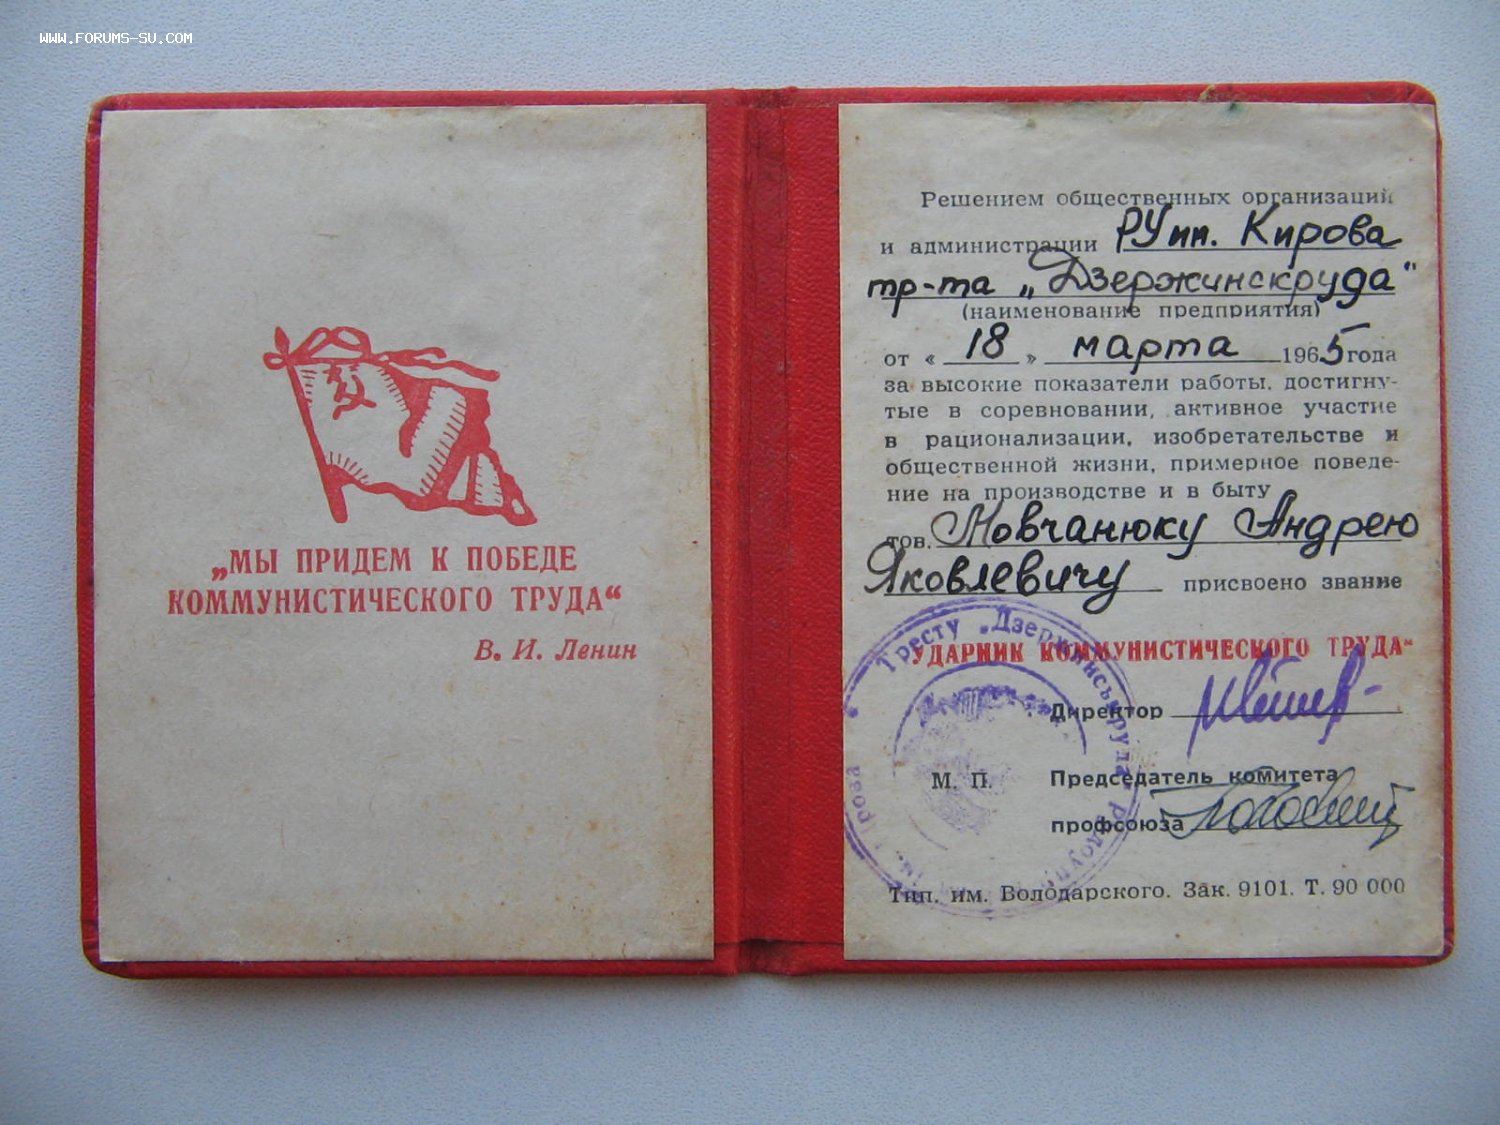 WWW.FORUMS-SU.COM
„МЫ ПРИДЕМ К ПОБЕДЕ
КОММУНИСТИЧЕСКОГО ТРУДА“
В. И. Ленин
Решением общественных организаций
и администрации РУ им. Кирова
тр-та „Дзержинскруда"
(наименование предприятия)
от « 18 » марта 1965 года
за высокие показатели работы, достигну-
тые в соревновании, активное участие
в рационализации, изобретательстве и
общественной жизни, примерное поведе-
ние на производстве и в быту
тов. Мовчанюку Андрею
Яковлевичу присвоено звание
„УДАРНИК КОММУНИСТИЧЕСКОГО ТРУДА“
Директор
М. П. Председатель комитета
профсоюза
Тресту „Дзержинськруда"
Тип. им. Володарского. Зак. 9101. Т. 90 000